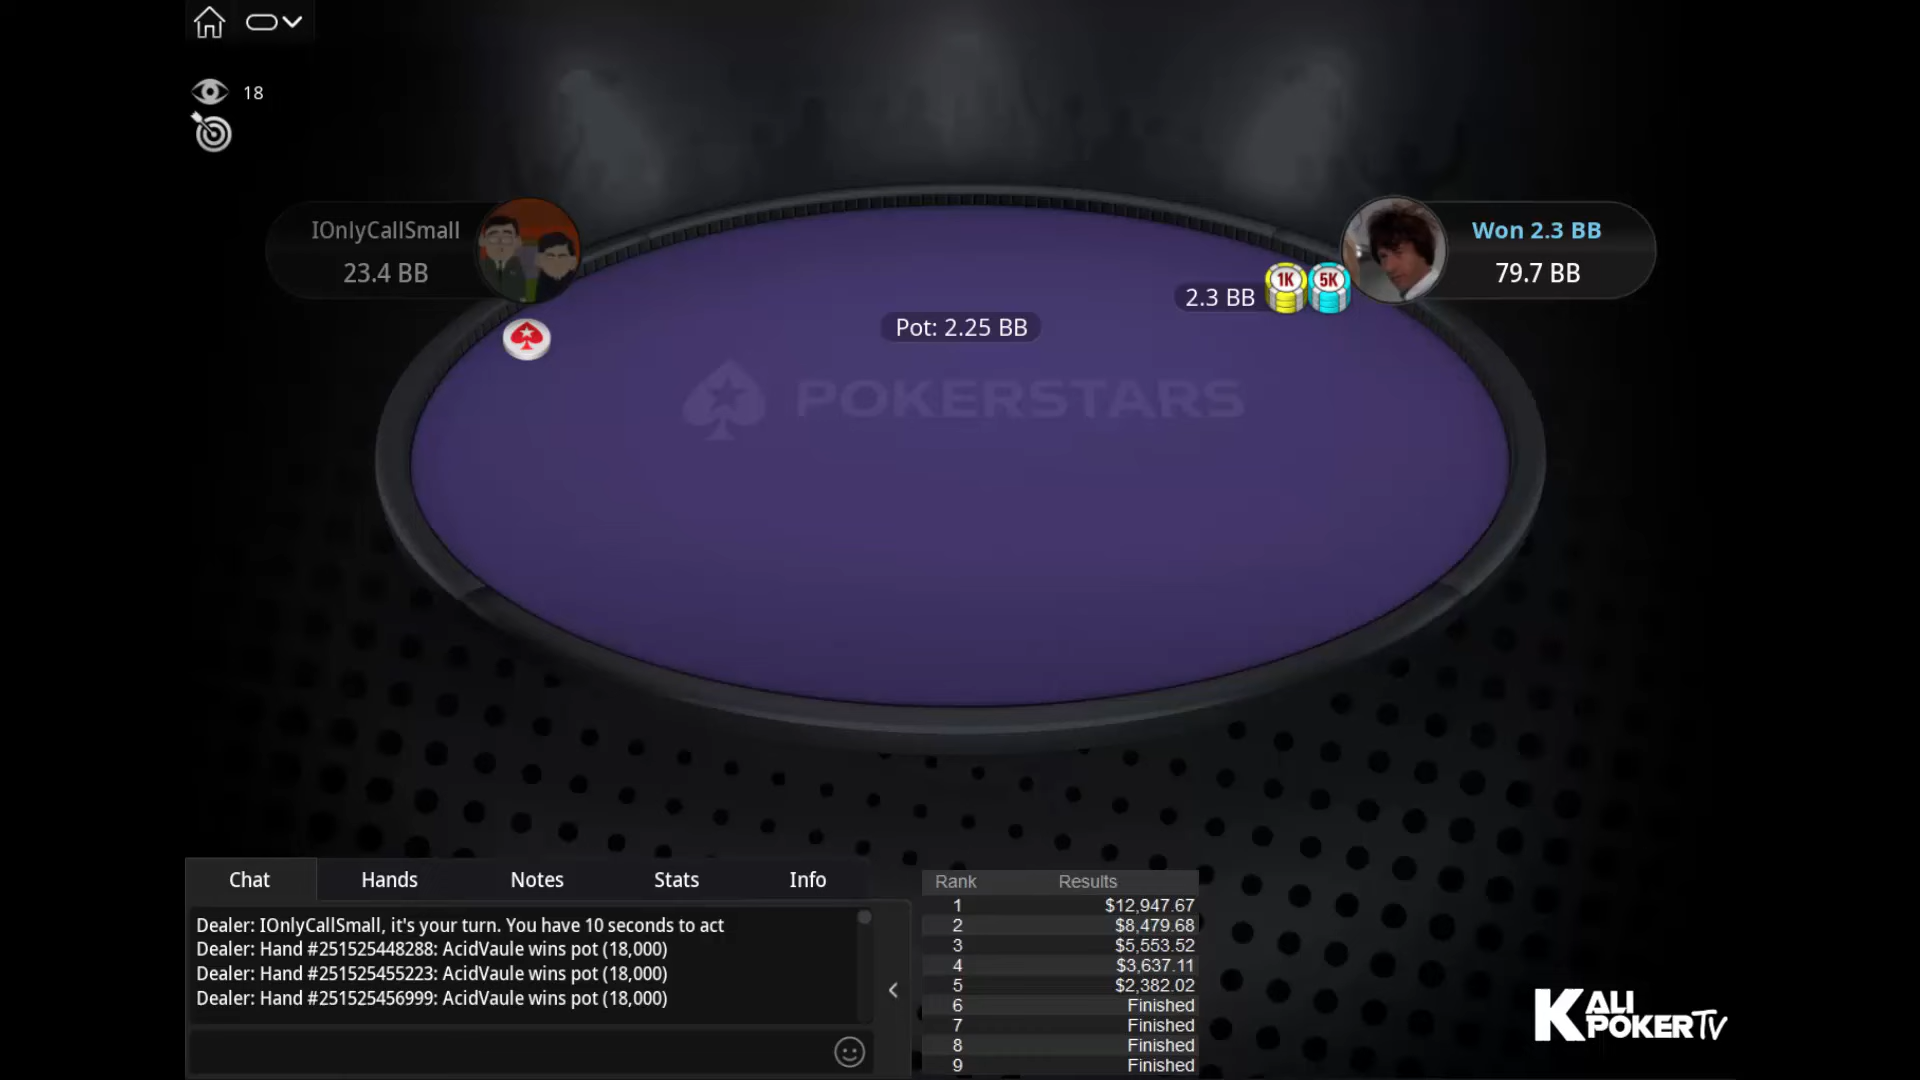 18
IOnlyCallSmall
23.4 BB
Won 2.3 BB
79.7 BB
2.3 BB
1K
5K
Pot: 2.25 BB
POKERSTARS
Chat Hands Notes Stats Info
Dealer: IOnlyCallSmall, it's your turn. You have 10 seconds to act
Dealer: Hand #251525448288: AcidVaule wins pot (18,000)
Dealer: Hand #251525455223: AcidVaule wins pot (18,000)
Dealer: Hand #251525456999: AcidVaule wins pot (18,000)
Rank Results
1 $12,947.67
2 $8,479.68
3 $5,553.52
4 $3,637.11
5 $2,382.02
6 Finished
7 Finished
8 Finished
9 Finished
KALI
POKERTV